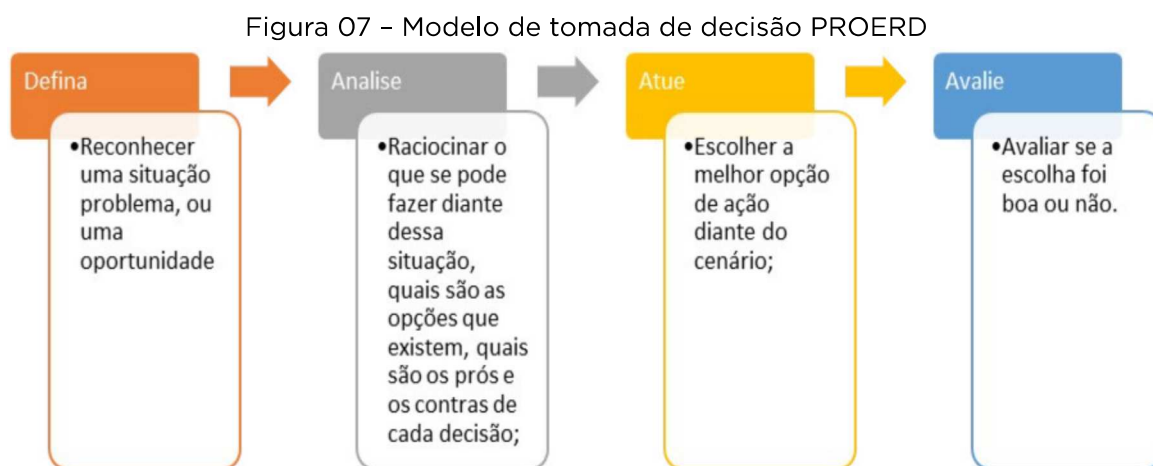 Figura 07 – Modelo de tomada de decisão PROERD
Defina
•Reconhecer
uma situação
problema, ou
uma
oportunidade
Analise
•Raciocinar o
que se pode
fazer diante
dessa
situação,
quais são as
opções que
existem, quais
são os prós e
os contras de
cada decisão;
Atue
•Escolher a
melhor opção
de ação
diante do
cenário;
Avalie
•Avaliar se a
escolha foi
boa ou não.